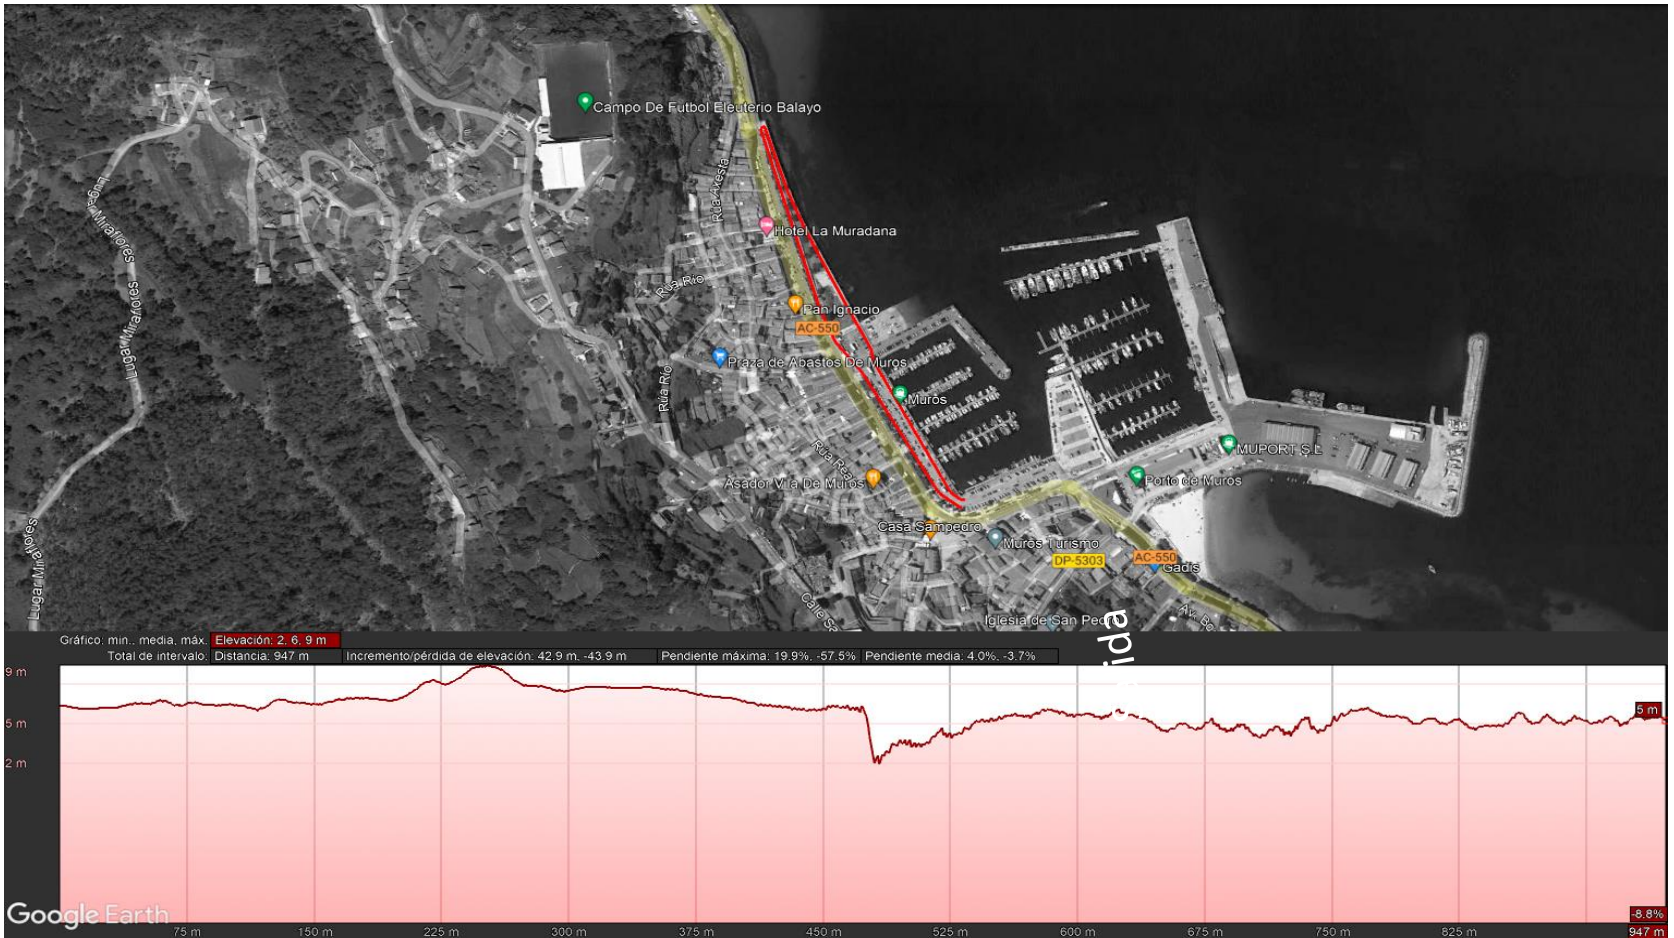 Campo De Futbol Eleuterio Balayo
Rúa Axesta
Lugar Miraflores
Lugar Miraflores
Hotel La Muradana
Rúa Río
Pan Ignacio
AC-550
Praza de Abastos De Muros
Rúa Río
Muros
Rúa Real
MUPORT S.L
Asador Vila De Muros
Porto de Muros
Lugar Miraflores
Casa Sampedro
Muros Turismo
DP-5303
AC-550
Gadis
Calle Sa
Av. Bo
Iglesia de San Pedro
Gráfico: mín., media, máx. Elevación: 2, 6, 9 m
Total de intervalo: Distancia: 947 m Incremento/pérdida de elevación: 42.9 m, -43.9 m Pendiente máxima: 19.9%, -57.5% Pendiente media: 4.0%, -3.7%
9 m
5 m
5 m
2 m
Google Earth
-8.8%
75 m 150 m 225 m 300 m 375 m 450 m 525 m 600 m 675 m 750 m 825 m 947 m